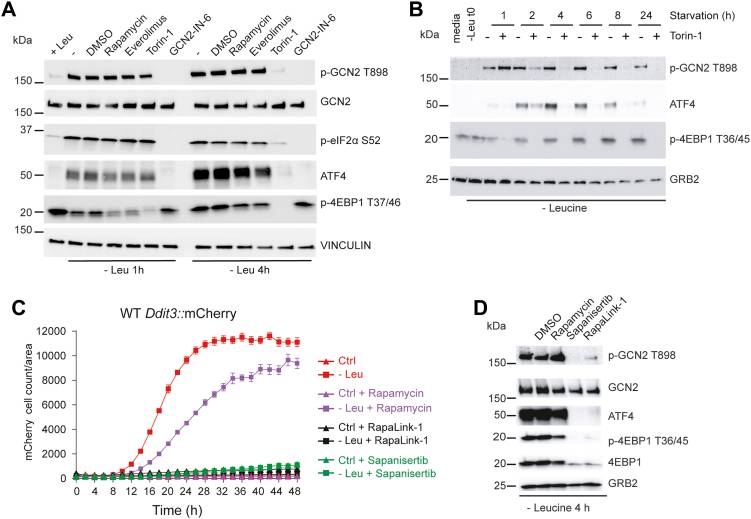 A
kDa
+ Leu
-
DMSO
Rapamycin
Everolimus
Torin-1
GCN2-IN-6
-
DMSO
Rapamycin
Everolimus
Torin-1
GCN2-IN-6
150
p-GCN2 T898
150
GCN2
37
p-eIF2α S52
50
ATF4
20
p-4EBP1 T37/46
150
VINCULIN
- Leu 1h
- Leu 4h
B
media
-Leu t0
1 2 4 6 8 24 Starvation (h)
kDa
- + - + - + - + - + - + Torin-1
150
p-GCN2 T898
50
ATF4
20
p-4EBP1 T36/45
25
GRB2
- Leucine
C
WT Ddit3::mCherry
mCherry cell count/area
12000
10000
8000
6000
4000
2000
0
0 4 8 12 16 20 24 28 32 36 40 44 48
Time (h)
Ctrl
- Leu
Ctrl + Rapamycin
- Leu + Rapamycin
Ctrl + RapaLink-1
- Leu + RapaLink-1
Ctrl + Sapanisertib
- Leu + Sapanisertib
D
kDa
-
DMSO
Rapamycin
Sapanisertib
RapaLink-1
150
p-GCN2 T898
150
GCN2
50
ATF4
20
p-4EBP1 T36/45
20
4EBP1
25
GRB2
- Leucine 4 h